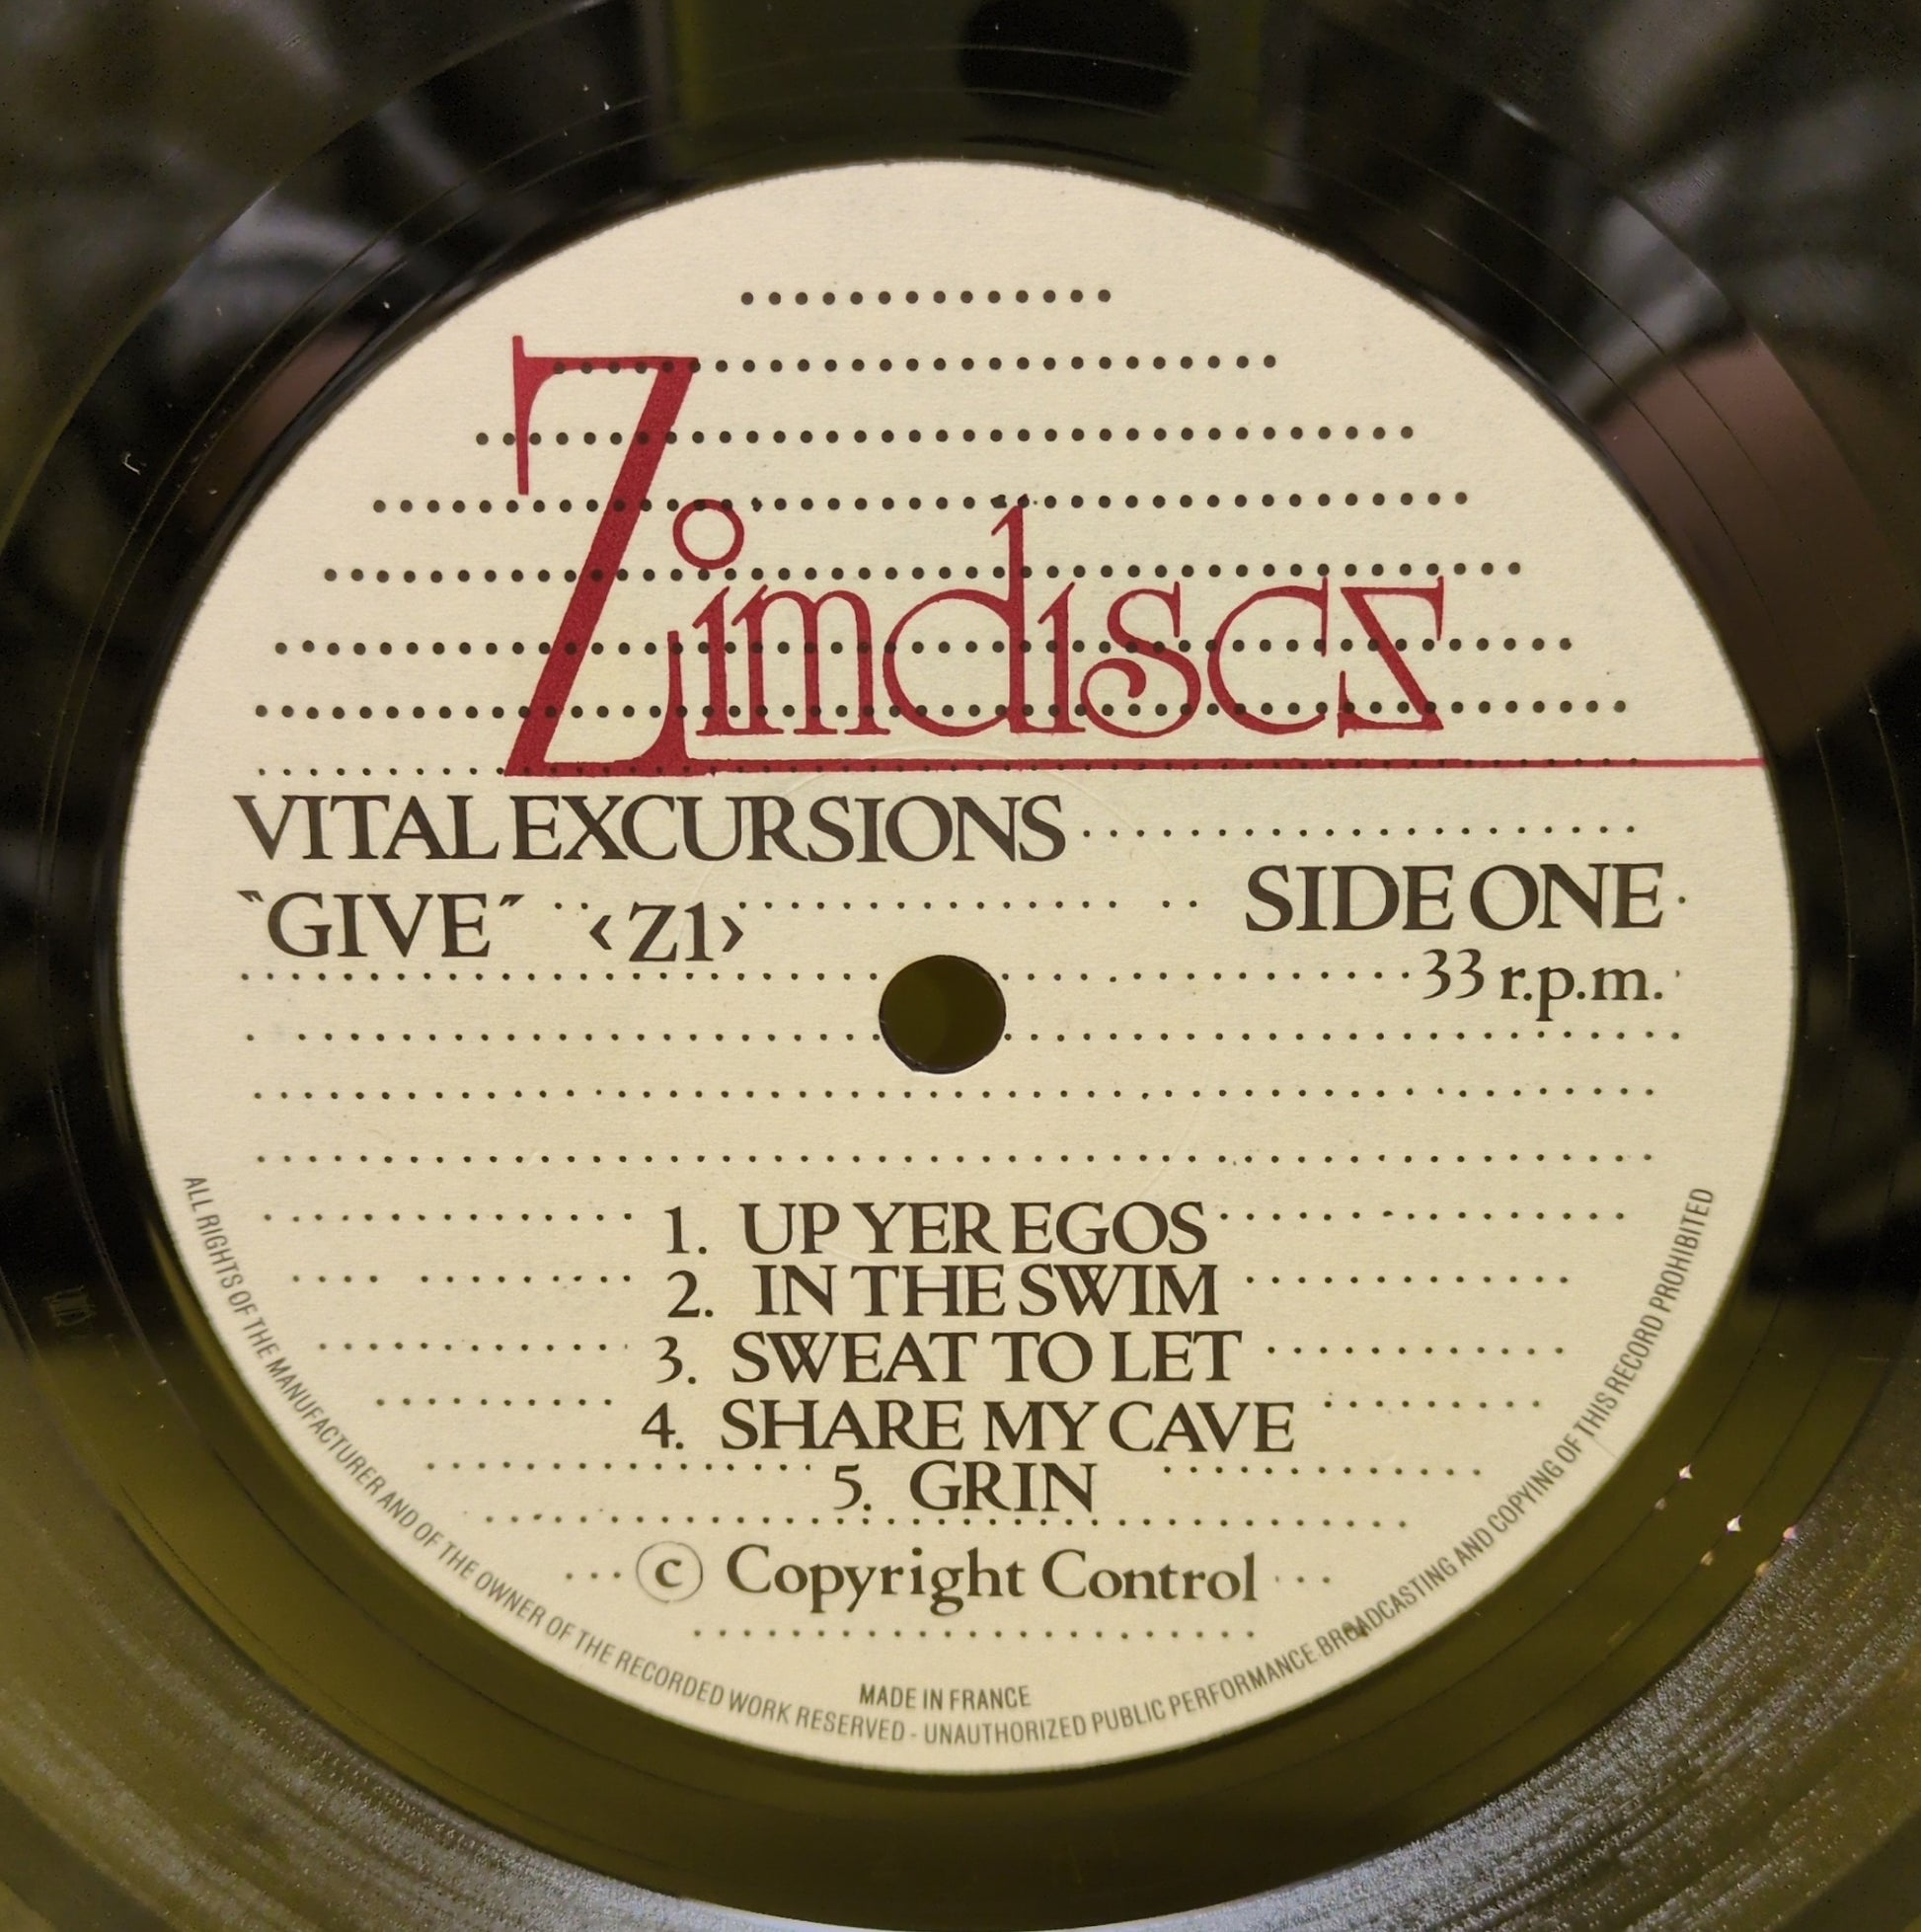 Zimdiscs
VITAL EXCURSIONS
"GIVE" <Z1>
SIDE ONE
33 r.p.m.
1. UP YER EGOS
2. IN THE SWIM
3. SWEAT TO LET
4. SHARE MY CAVE
5. GRIN
© Copyright Control
MADE IN FRANCE
ALL RIGHTS OF THE MANUFACTURER AND OF THE OWNER OF THE RECORDED WORK RESERVED - UNAUTHORIZED PUBLIC PERFORMANCE BROADCASTING AND COPYING OF THIS RECORD PROHIBITED